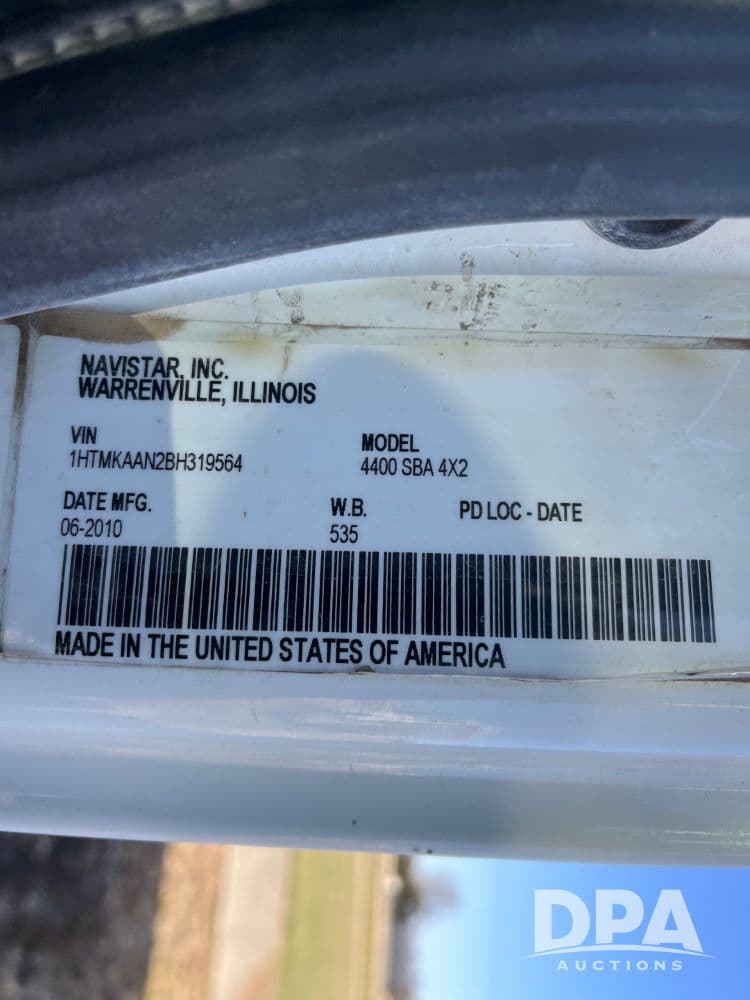 NAVISTAR, INC.
WARRENVILLE, ILLINOIS
VIN
1HTMKAAN2BH319564
MODEL
4400 SBA 4X2
DATE MFG.
06-2010
W.B.
535
PD LOC - DATE
MADE IN THE UNITED STATES OF AMERICA
DPA
AUCTIONS